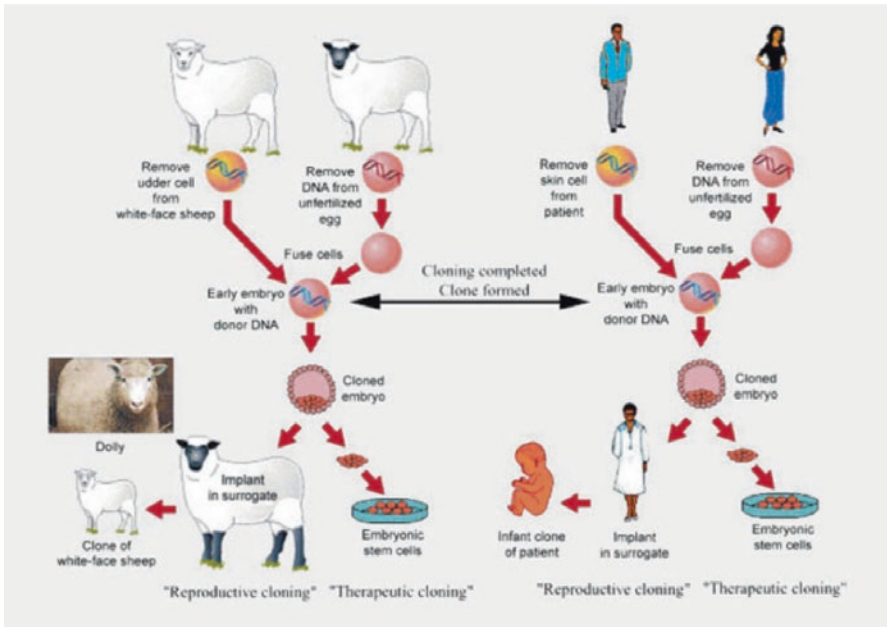 Remove
udder cell
from
white-face sheep
Remove
DNA from
unfertilized
egg
Fuse cells
Early embryo
with
donor DNA
Cloned
embryo
Dolly
Implant
in surrogate
Clone of
white-face sheep
Embryonic
stem cells
"Reproductive cloning"
"Therapeutic cloning"
Cloning completed
Clone formed
Remove
skin cell
from
patient
Remove
DNA from
unfertilized
egg
Fuse cells
Early embryo
with
donor DNA
Cloned
embryo
Infant clone
of patient
Implant
in surrogate
Embryonic
stem cells
"Reproductive cloning"
"Therapeutic cloning"